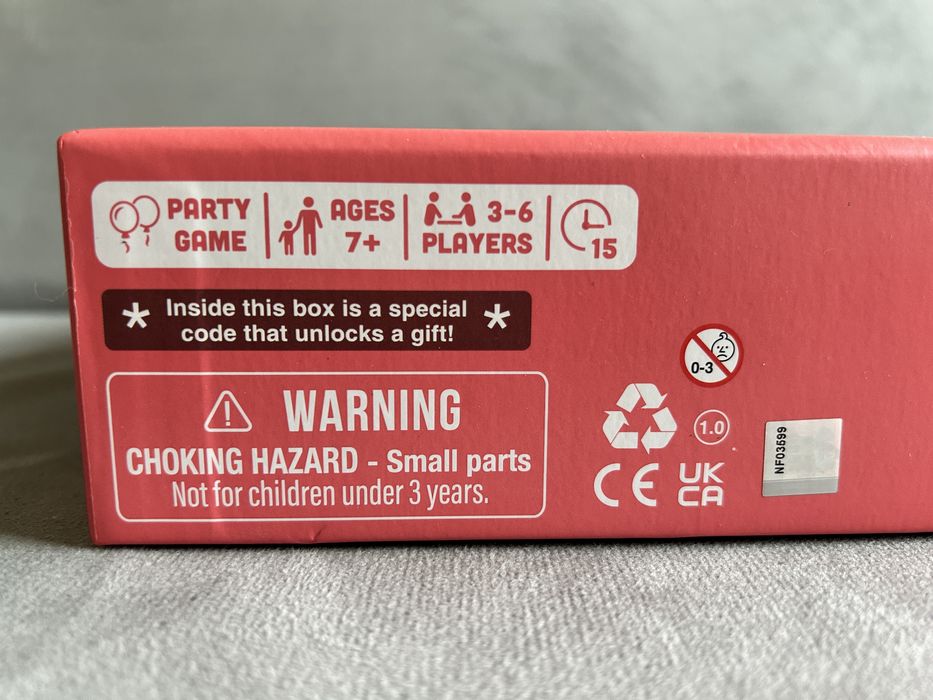 PARTY
GAME
AGES
7+
3-6
PLAYERS
15
* Inside this box is a special *
code that unlocks a gift!
WARNING
CHOKING HAZARD - Small parts
Not for children under 3 years.
0-3
1.0
CE
UK
CA
NF03599